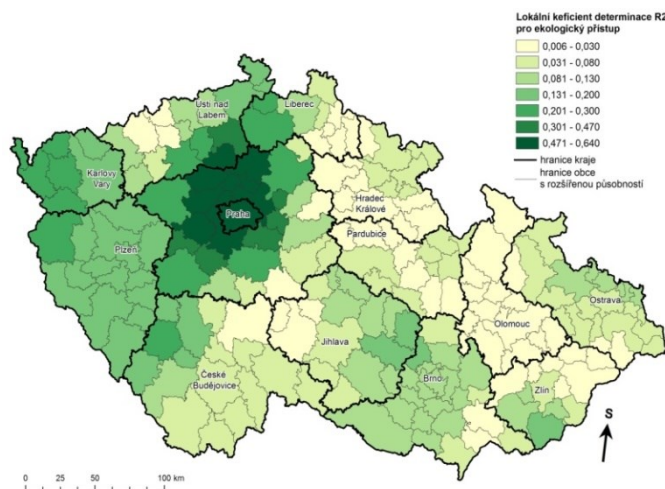 Lokální keficient determinace R2
pro ekologický přístup
0,006 - 0,030
0,031 - 0,080
0,081 - 0,130
0,131 - 0,200
0,201 - 0,300
0,301 - 0,470
0,471 - 0,640
hranice kraje
hranice obce
s rozšířenou působností
Ústí nad
Labem
Liberec
Karlovy
Vary
Praha
Hradec
Králové
Pardubice
Plzeň
Ostrava
Olomouc
Jihlava
Brno
Zlín
České
Budějovice
S
0 25 50 100 km